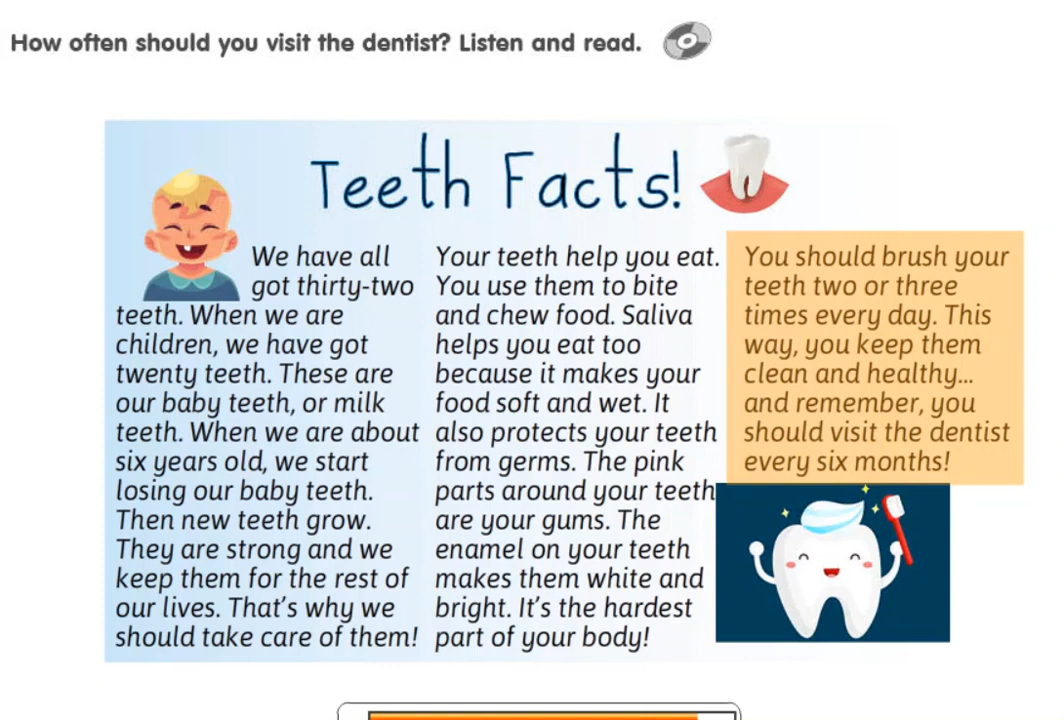 How often should you visit the dentist? Listen and read.
Teeth Facts!
We have all
got thirty-two
teeth. When we are
children, we have got
twenty teeth. These are
our baby teeth, or milk
teeth. When we are about
six years old, we start
losing our baby teeth.
Then new teeth grow.
They are strong and we
keep them for the rest of
our lives. That's why we
should take care of them!
Your teeth help you eat.
You use them to bite
and chew food. Saliva
helps you eat too
because it makes your
food soft and wet. It
also protects your teeth
from germs. The pink
parts around your teeth
are your gums. The
enamel on your teeth
makes them white and
bright. It's the hardest
part of your body!
You should brush your
teeth two or three
times every day. This
way, you keep them
clean and healthy...
and remember, you
should visit the dentist
every six months!